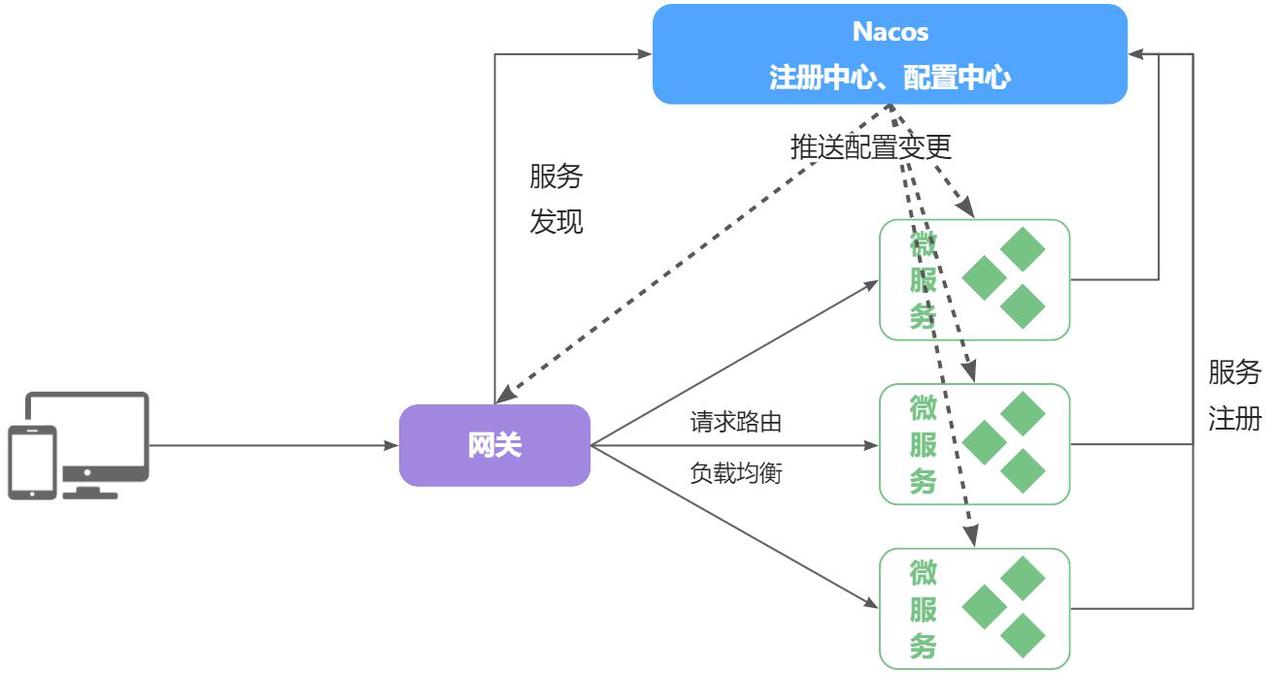 Nacos
注册中心、配置中心
推送配置变更
服务
发现
微
服
务
网关
请求路由
负载均衡
微
服
务
服务
注册
微
服
务